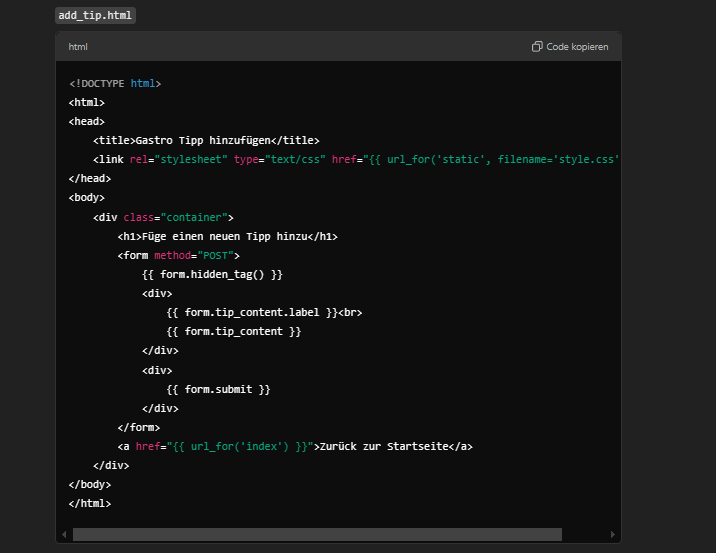 add_tip.html
html Code kopieren
<!DOCTYPE html>
<html>
<head>
    <title>Gastro Tipp hinzufügen</title>
    <link rel="stylesheet" type="text/css" href="{{ url_for('static', filename='style.css'
</head>
<body>
    <div class="container">
        <h1>Füge einen neuen Tipp hinzu</h1>
        <form method="POST">
            {{ form.hidden_tag() }}
            <div>
                {{ form.tip_content.label }}<br>
                {{ form.tip_content }}
            </div>
            <div>
                {{ form.submit }}
            </div>
        </form>
        <a href="{{ url_for('index') }}">Zurück zur Startseite</a>
    </div>
</body>
</html>